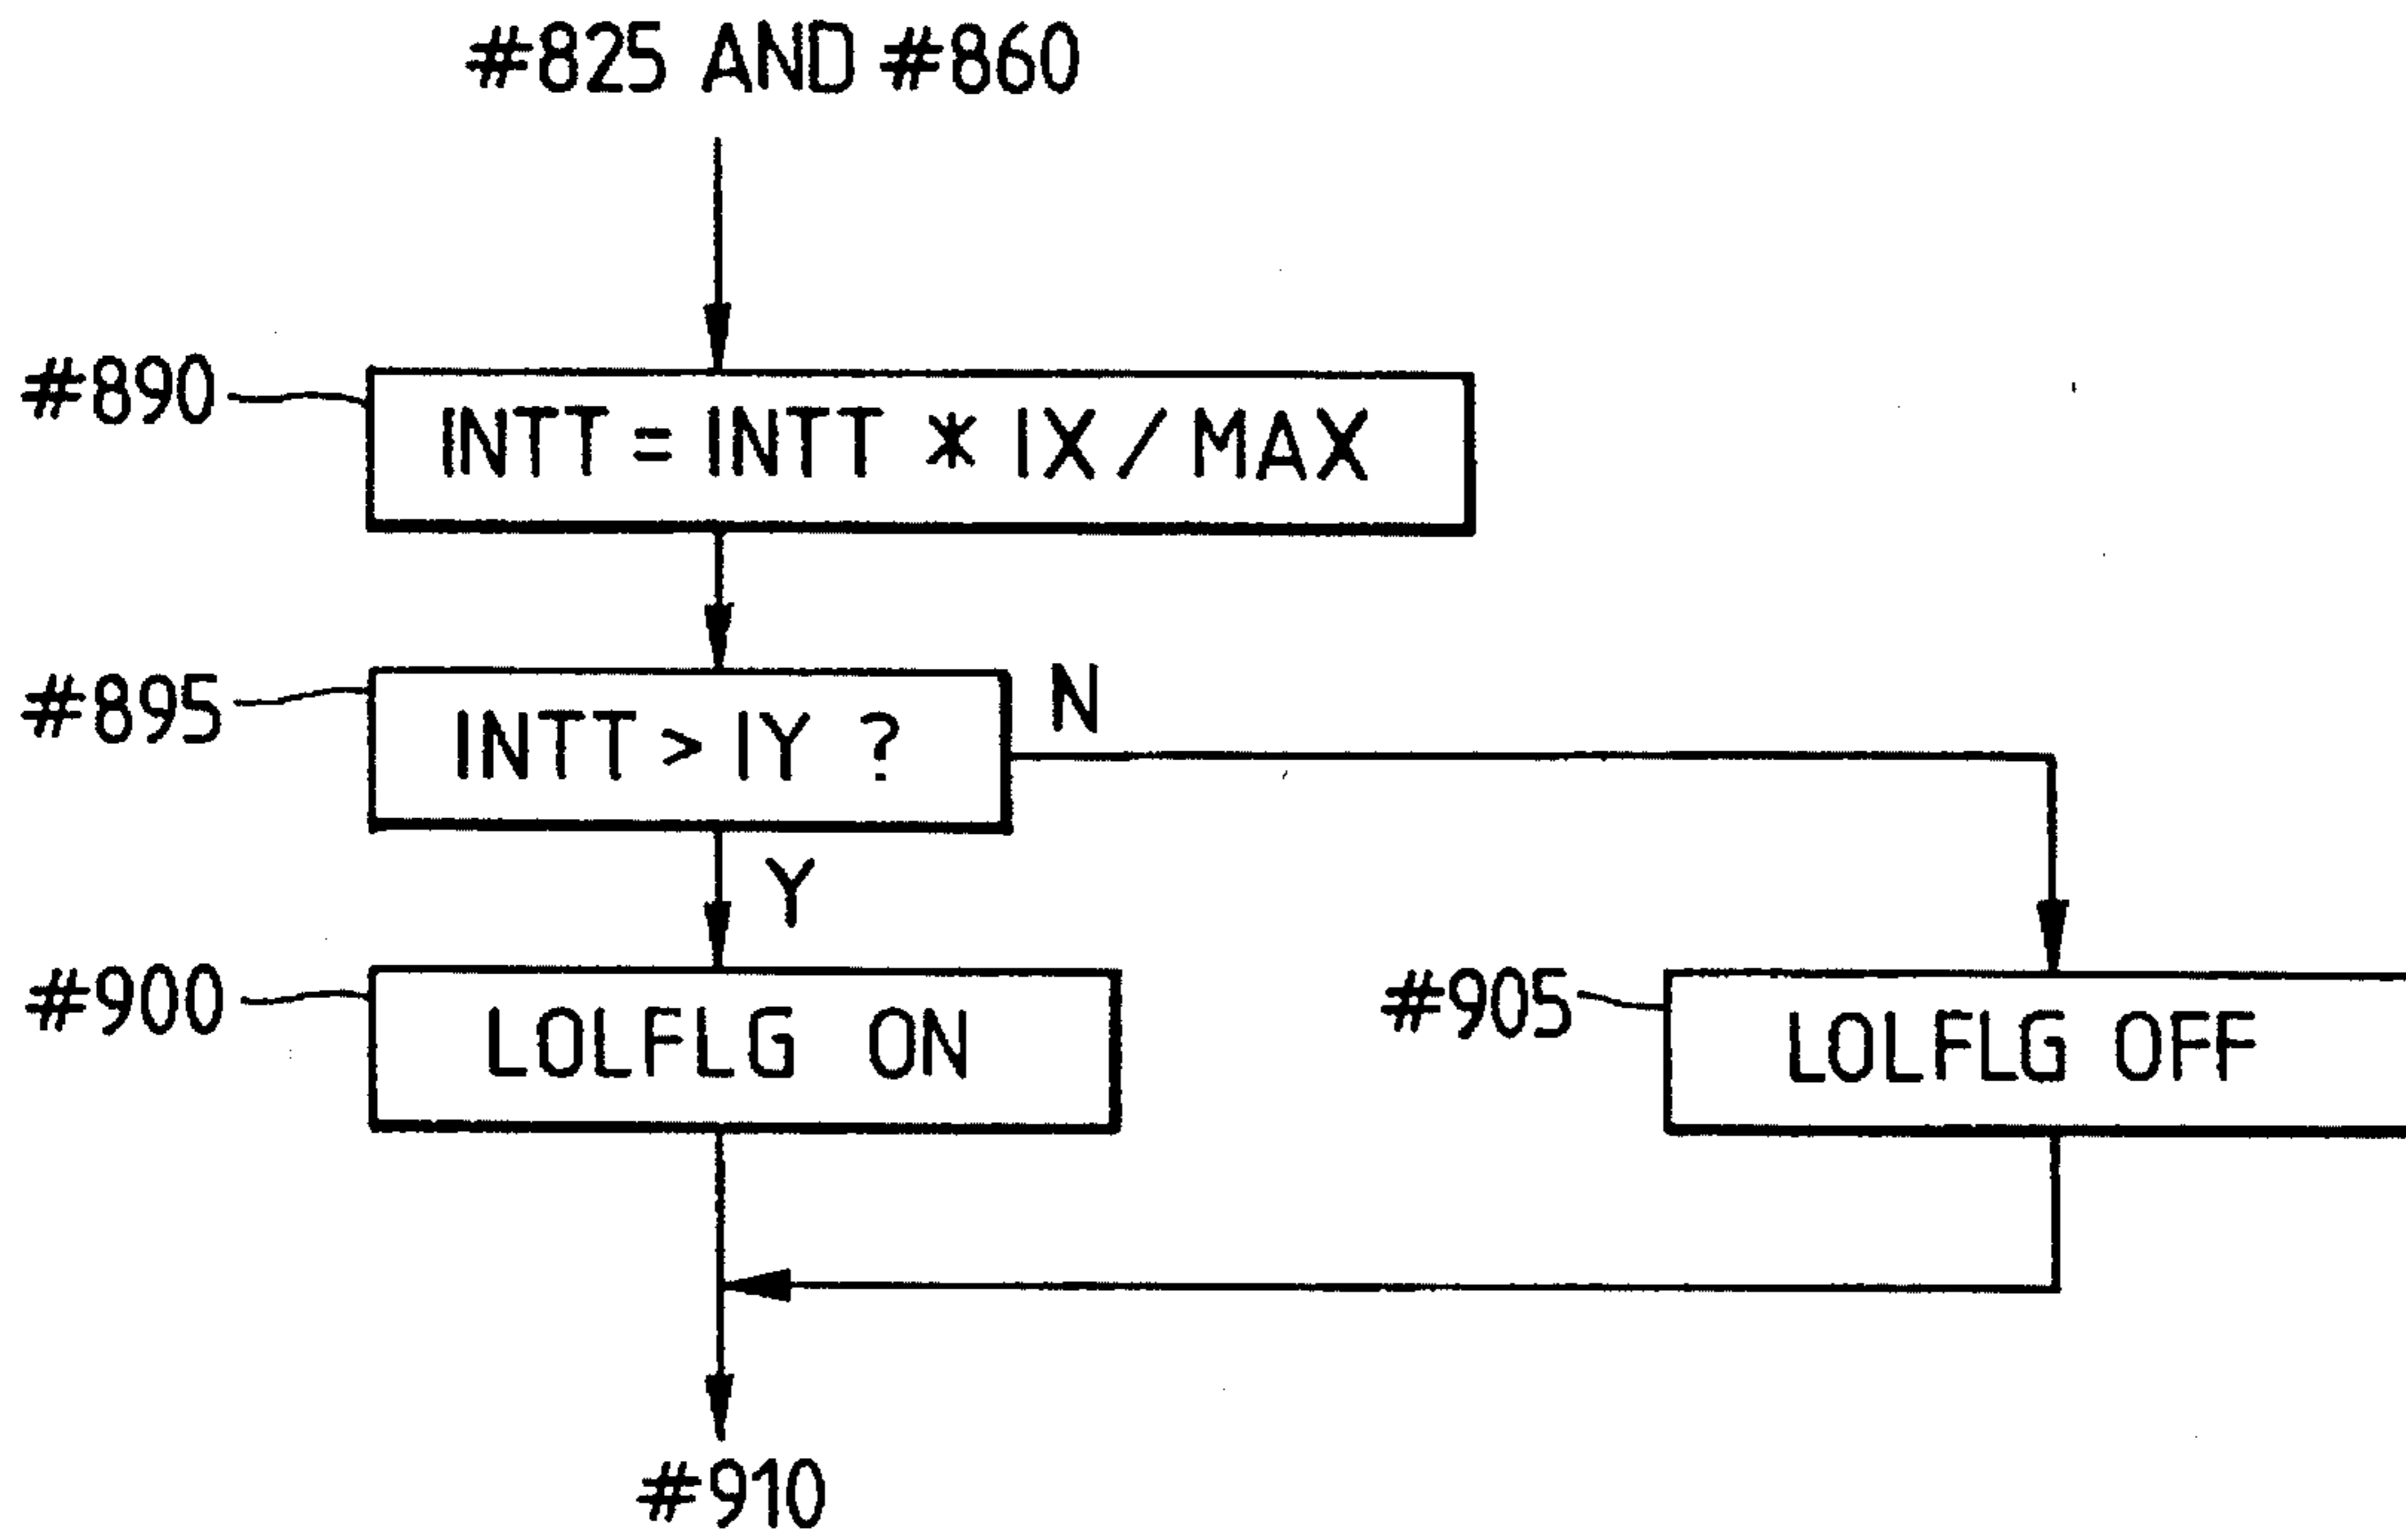 #825 AND #860
#890
INTT = INTT * IX / MAX
#895
INTT > IY ?
N
Y
#900
LOLFLG ON
#905
LOLFLG OFF
#910